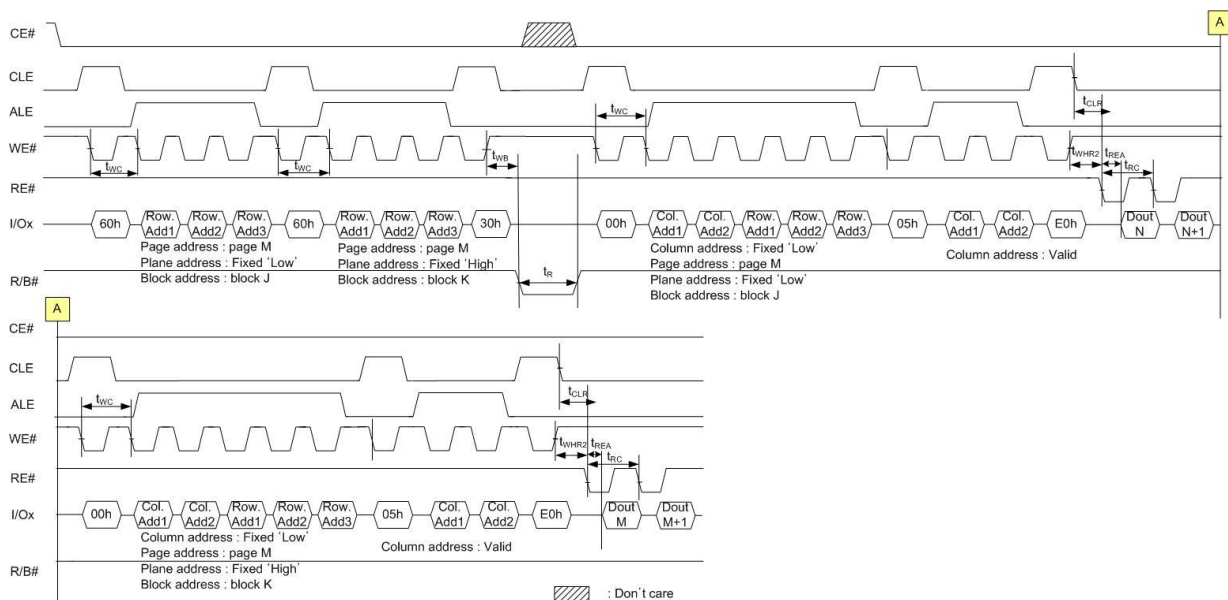 A
CE#
CLE
tCLR
ALE
tWC
WE#
tWC
tWC
tWB
tWHR2
tREA
tRC
RE#
I/Ox
60h
Row. Add1
Row. Add2
Row. Add3
60h
Row. Add1
Row. Add2
Row. Add3
30h
00h
Col. Add1
Col. Add2
Row. Add1
Row. Add2
Row. Add3
05h
Col. Add1
Col. Add2
E0h
Dout N
Dout N+1
Page address : page M
Plane address : Fixed 'Low'
Block address : block J
Page address : page M
Plane address : Fixed 'High'
Block address : block K
Column address : Fixed 'Low'
Page address : page M
Plane address : Fixed 'Low'
Block address : block J
Column address : Valid
R/B#
tR
A
CE#
CLE
tCLR
ALE
tWC
WE#
tWHR2
tREA
tRC
RE#
I/Ox
00h
Col. Add1
Col. Add2
Row. Add1
Row. Add2
Row. Add3
05h
Col. Add1
Col. Add2
E0h
Dout M
Dout M+1
Column address : Fixed 'Low'
Page address : page M
Plane address : Fixed 'High'
Block address : block K
Column address : Valid
R/B#
: Don't care